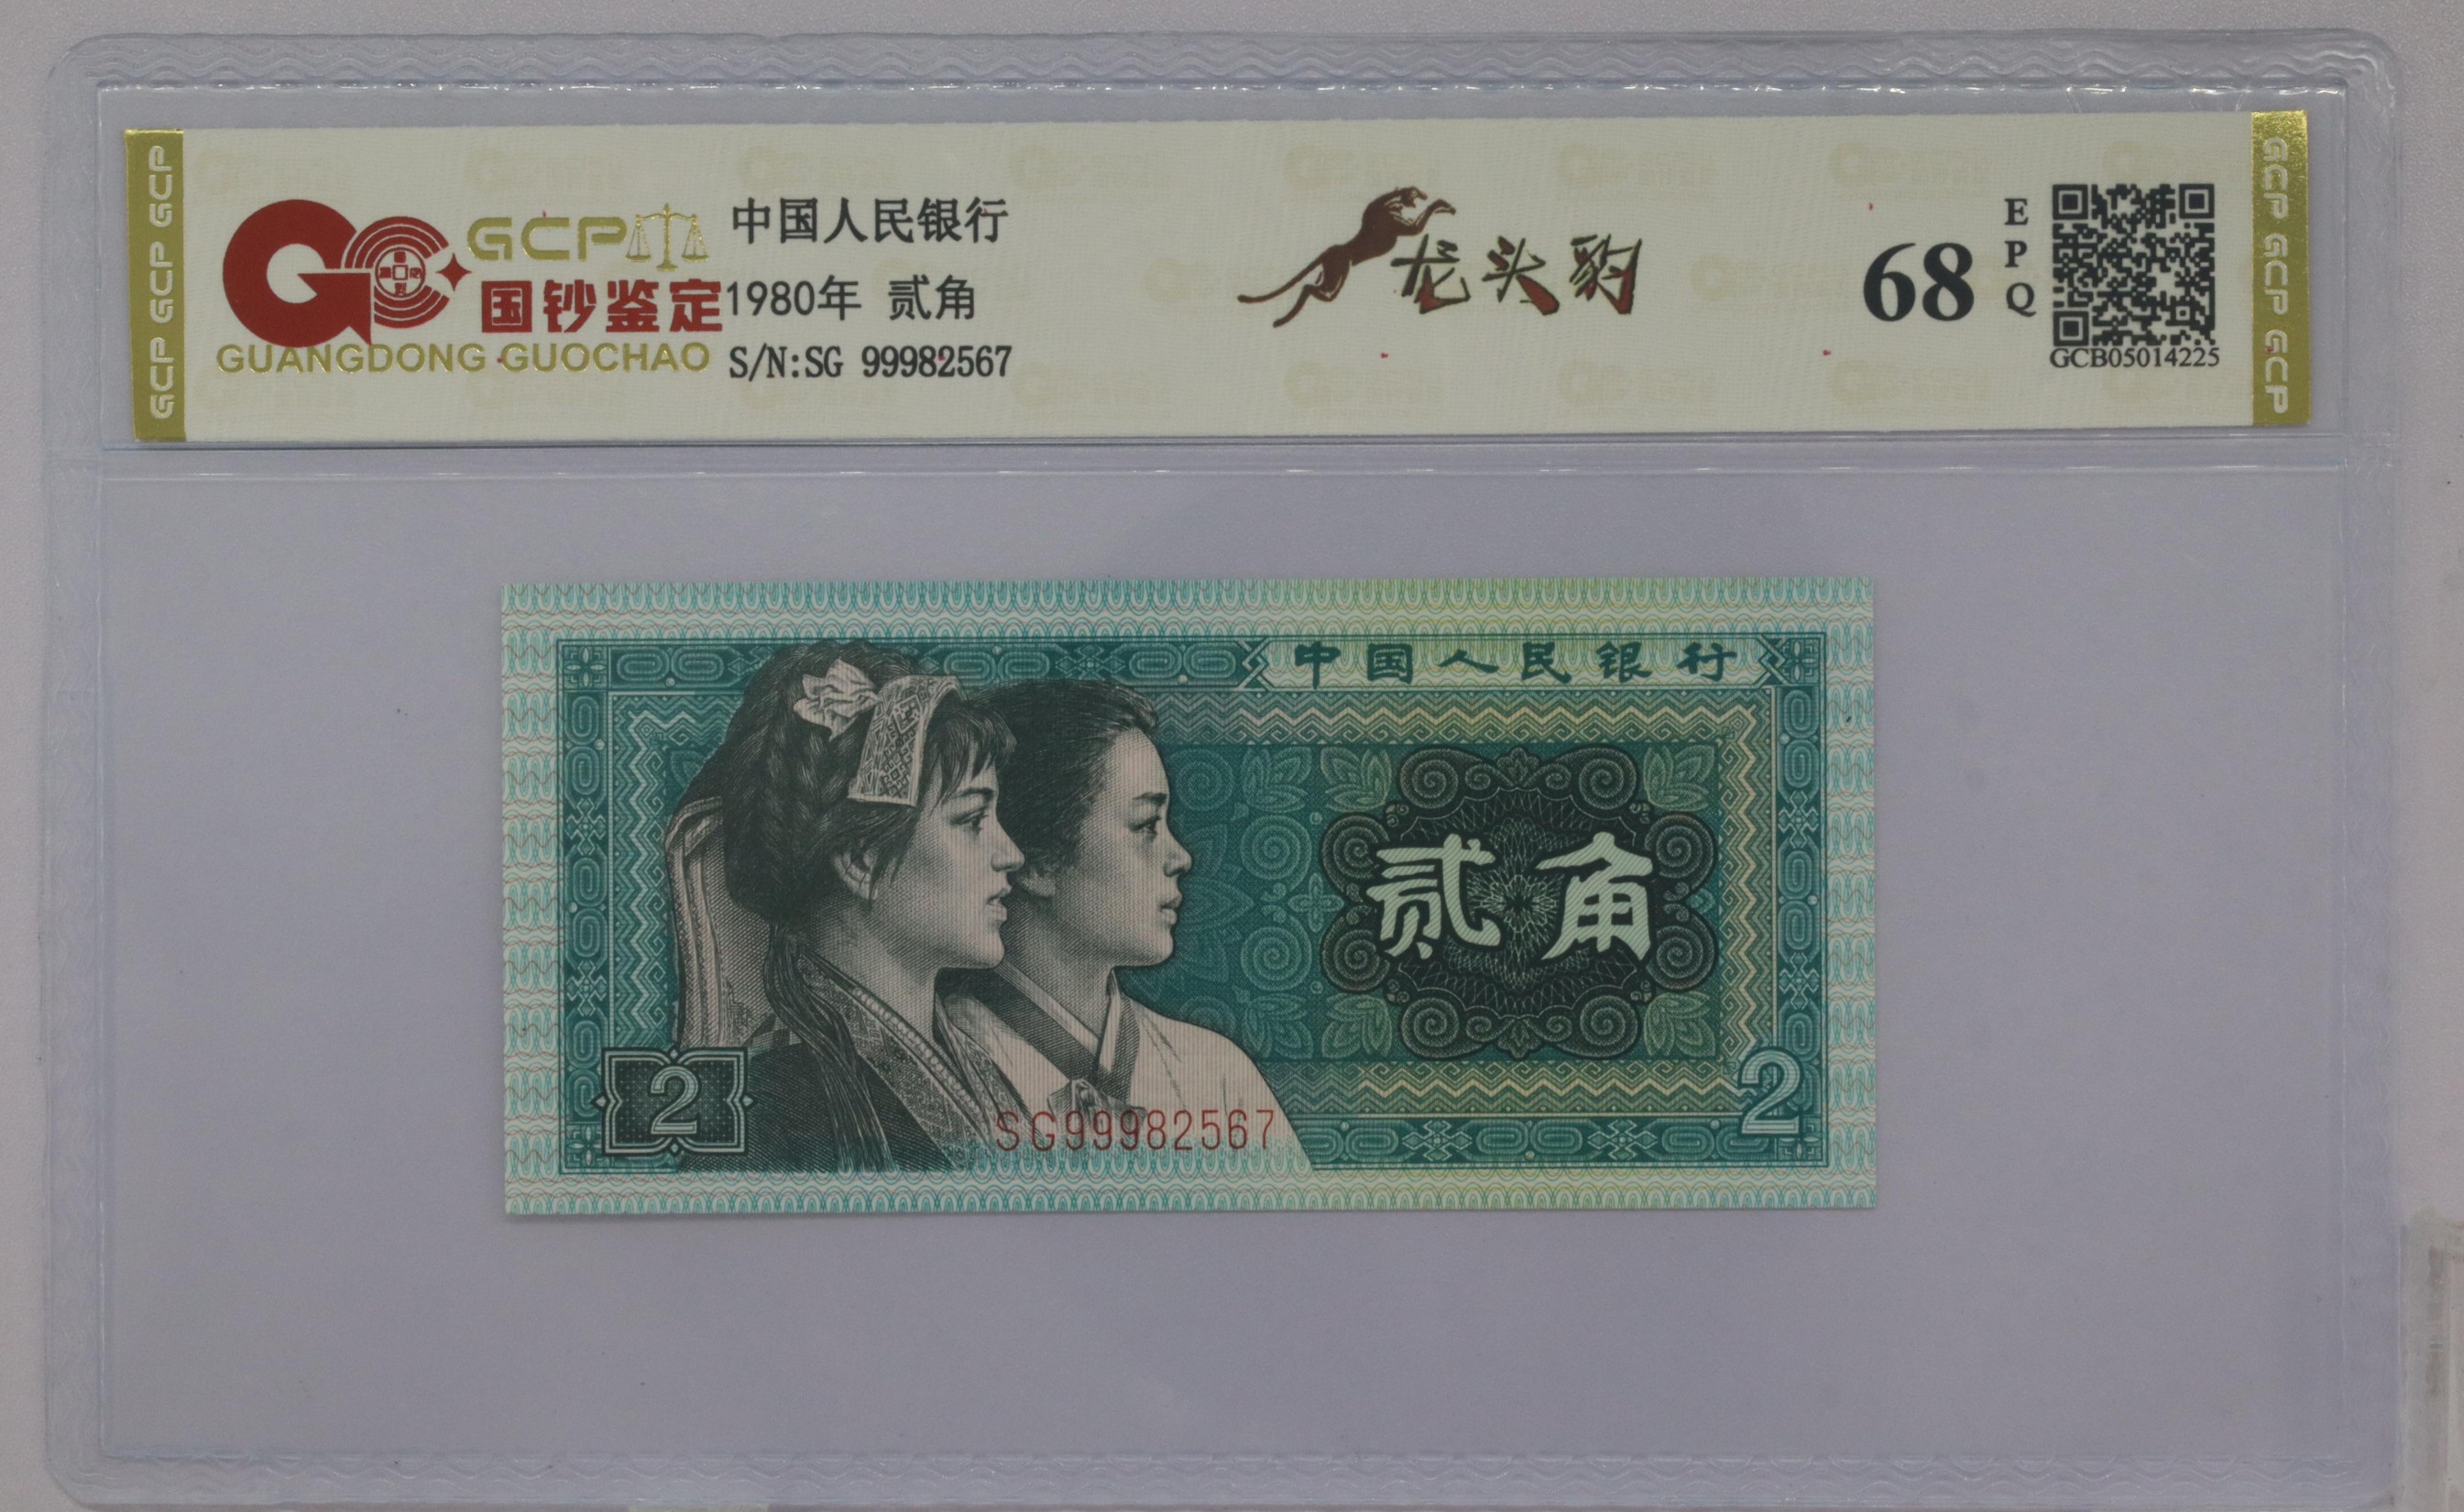 GCP GCP GCP
GCP
国钞鉴定
GUANGDONG GUOCHAO
中国人民银行
1980年 贰角
S/N:SG 99982567
龙头豹
68
EPQ
GCB05014225
GCP GCP GCP
中国人民银行
贰角
2
SG99982567
2